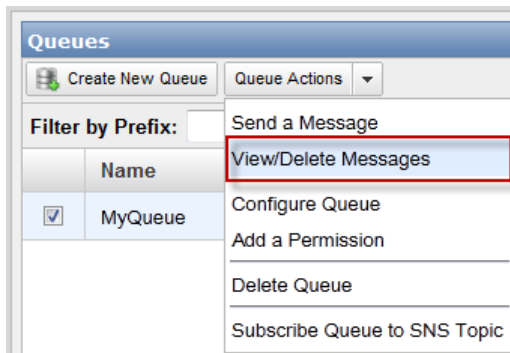 Queues
Create New Queue
Queue Actions
Filter by Prefix:
Send a Message
View/Delete Messages
Name
Configure Queue
MyQueue
Add a Permission
Delete Queue
Subscribe Queue to SNS Topic